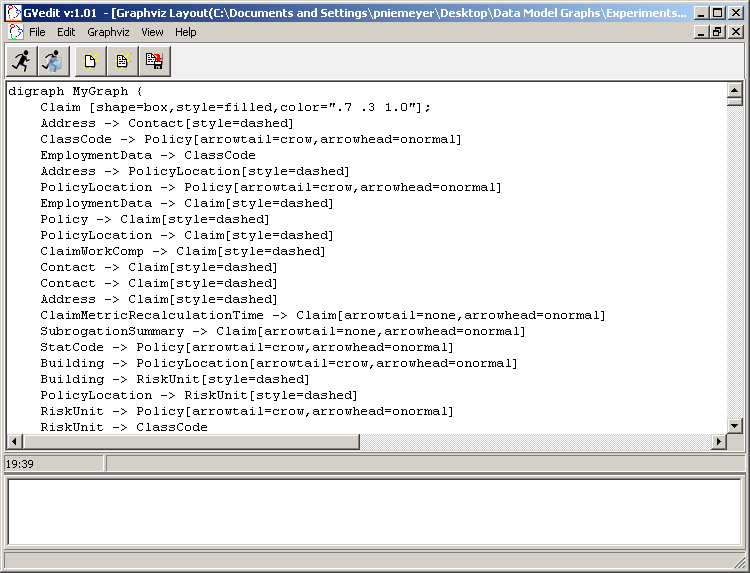 GVedit v:1.01 - [Graphviz Layout(C:\Documents and Settings\pniemeyer\Desktop\Data Model Graphs\Experiments...
File Edit Graphviz View Help
digraph MyGraph {
    Claim [shape=box,style=filled,color=".7 .3 1.0"];
    Address -> Contact[style=dashed]
    ClassCode -> Policy[arrowtail=crow,arrowhead=onormal]
    EmploymentData -> ClassCode
    Address -> PolicyLocation[style=dashed]
    PolicyLocation -> Policy[arrowtail=crow,arrowhead=onormal]
    EmploymentData -> Claim[style=dashed]
    Policy -> Claim[style=dashed]
    PolicyLocation -> Claim[style=dashed]
    ClaimWorkComp -> Claim[style=dashed]
    Contact -> Claim[style=dashed]
    Contact -> Claim[style=dashed]
    Address -> Claim[style=dashed]
    ClaimMetricRecalculationTime -> Claim[arrowtail=none,arrowhead=onormal]
    SubrogationSummary -> Claim[arrowtail=none,arrowhead=onormal]
    StatCode -> Policy[arrowtail=crow,arrowhead=onormal]
    Building -> PolicyLocation[arrowtail=crow,arrowhead=onormal]
    Building -> RiskUnit[style=dashed]
    PolicyLocation -> RiskUnit[style=dashed]
    RiskUnit -> Policy[arrowtail=crow,arrowhead=onormal]
    RiskUnit -> ClassCode
19:39